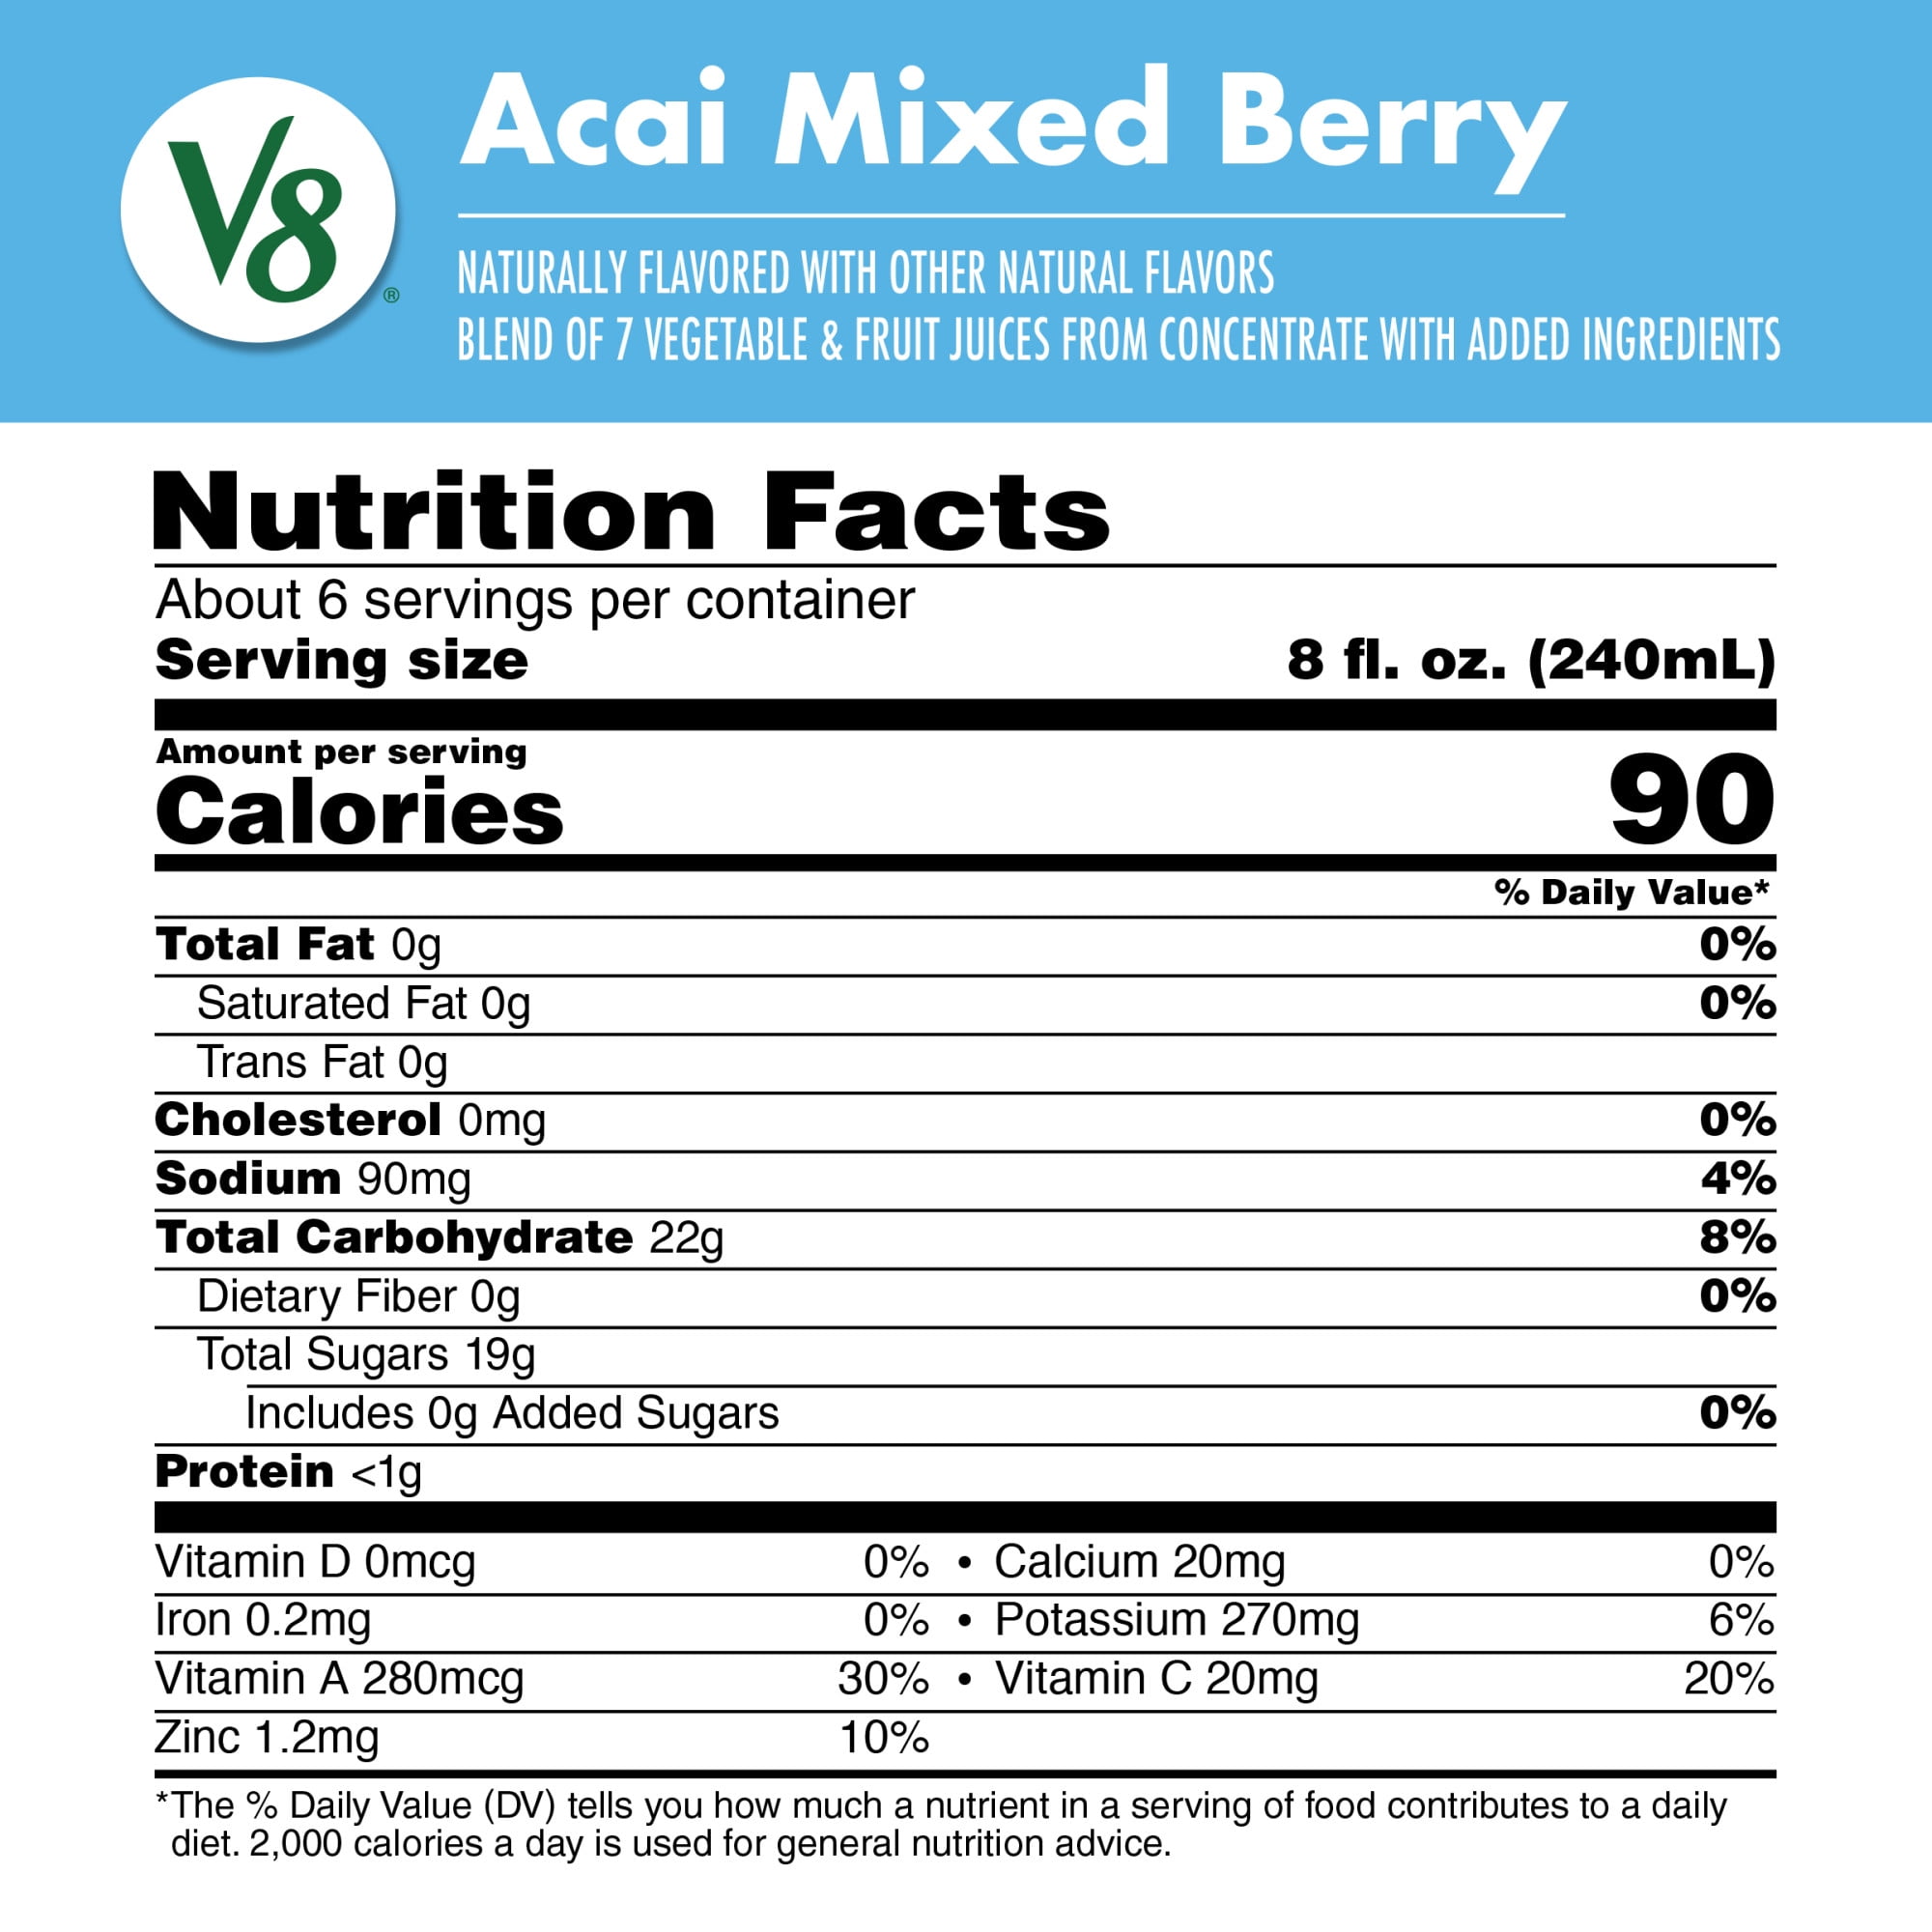 V8®
Acai Mixed Berry
NATURALLY FLAVORED WITH OTHER NATURAL FLAVORS
BLEND OF 7 VEGETABLE & FRUIT JUICES FROM CONCENTRATE WITH ADDED INGREDIENTS
Nutrition Facts
About 6 servings per container
Serving size 8 fl. oz. (240mL)
Amount per serving
Calories 90
% Daily Value*
Total Fat 0g 0%
Saturated Fat 0g 0%
Trans Fat 0g
Cholesterol 0mg 0%
Sodium 90mg 4%
Total Carbohydrate 22g 8%
Dietary Fiber 0g 0%
Total Sugars 19g
Includes 0g Added Sugars 0%
Protein <1g
Vitamin D 0mcg 0% • Calcium 20mg 0%
Iron 0.2mg 0% • Potassium 270mg 6%
Vitamin A 280mcg 30% • Vitamin C 20mg 20%
Zinc 1.2mg 10%
*The % Daily Value (DV) tells you how much a nutrient in a serving of food contributes to a daily
diet. 2,000 calories a day is used for general nutrition advice.